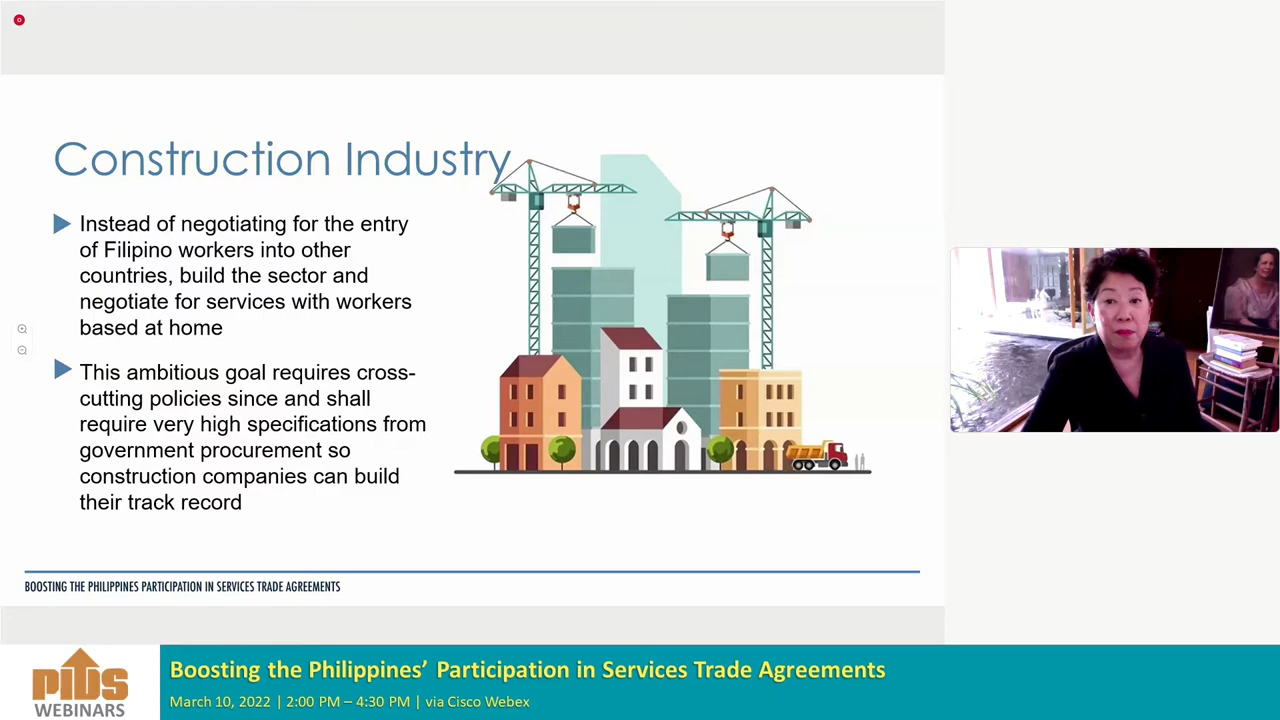 Construction Industry
Instead of negotiating for the entry
of Filipino workers into other
countries, build the sector and
negotiate for services with workers
based at home
This ambitious goal requires cross-
cutting policies since and shall
require very high specifications from
government procurement so
construction companies can build
their track record
BOOSTING THE PHILIPPINES PARTICIPATION IN SERVICES TRADE AGREEMENTS
PIDS
WEBINARS
Boosting the Philippines’ Participation in Services Trade Agreements
March 10, 2022 | 2:00 PM – 4:30 PM | via Cisco Webex